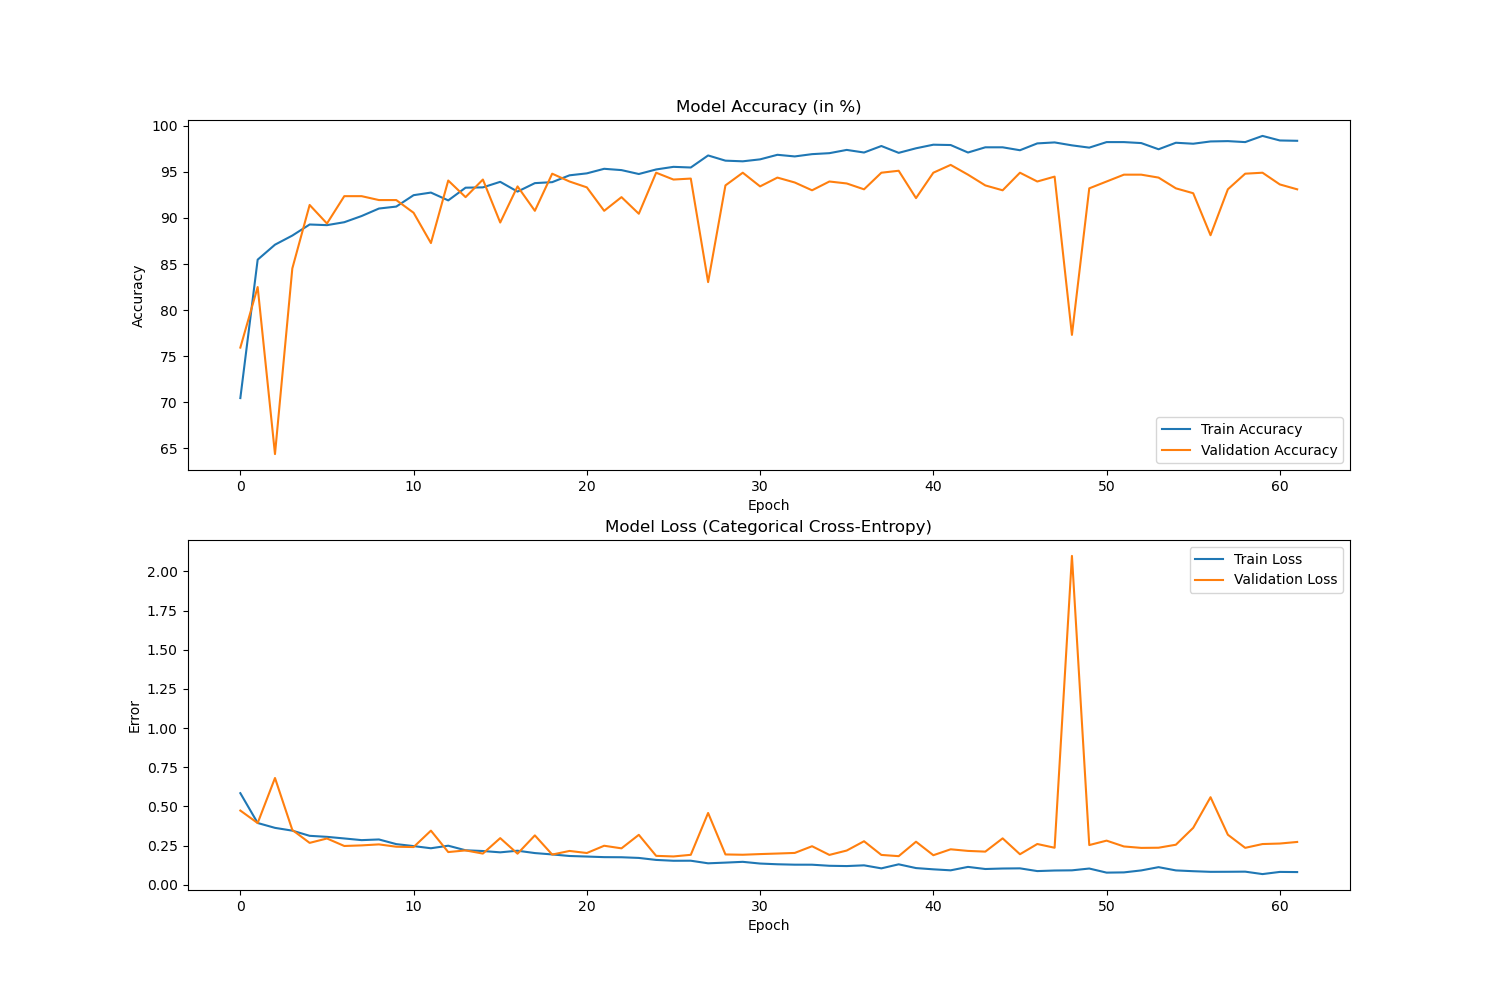 Model Accuracy (in %)
100
95
90
85
80
75
70
65
Accuracy
Train Accuracy
Validation Accuracy
0 10 20 30 40 50 60
Epoch
Model Loss (Categorical Cross-Entropy)
2.00
1.75
1.50
1.25
1.00
0.75
0.50
0.25
0.00
Error
Train Loss
Validation Loss
0 10 20 30 40 50 60
Epoch